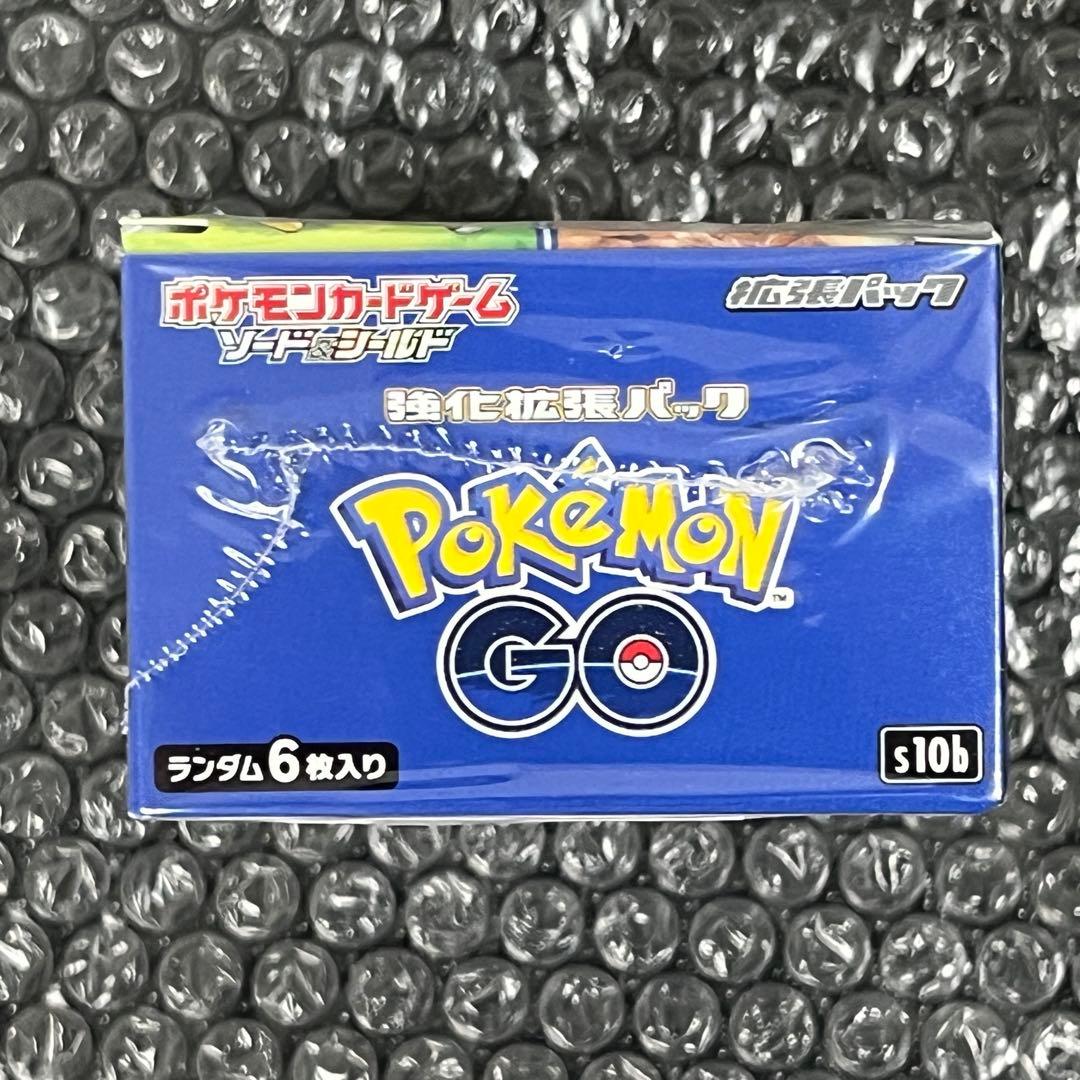 ポケモンカードゲーム
ソード&シールド
拡張パック
強化拡張パック
POKÉMON
GO
TM
ランダム6枚入り
s10b